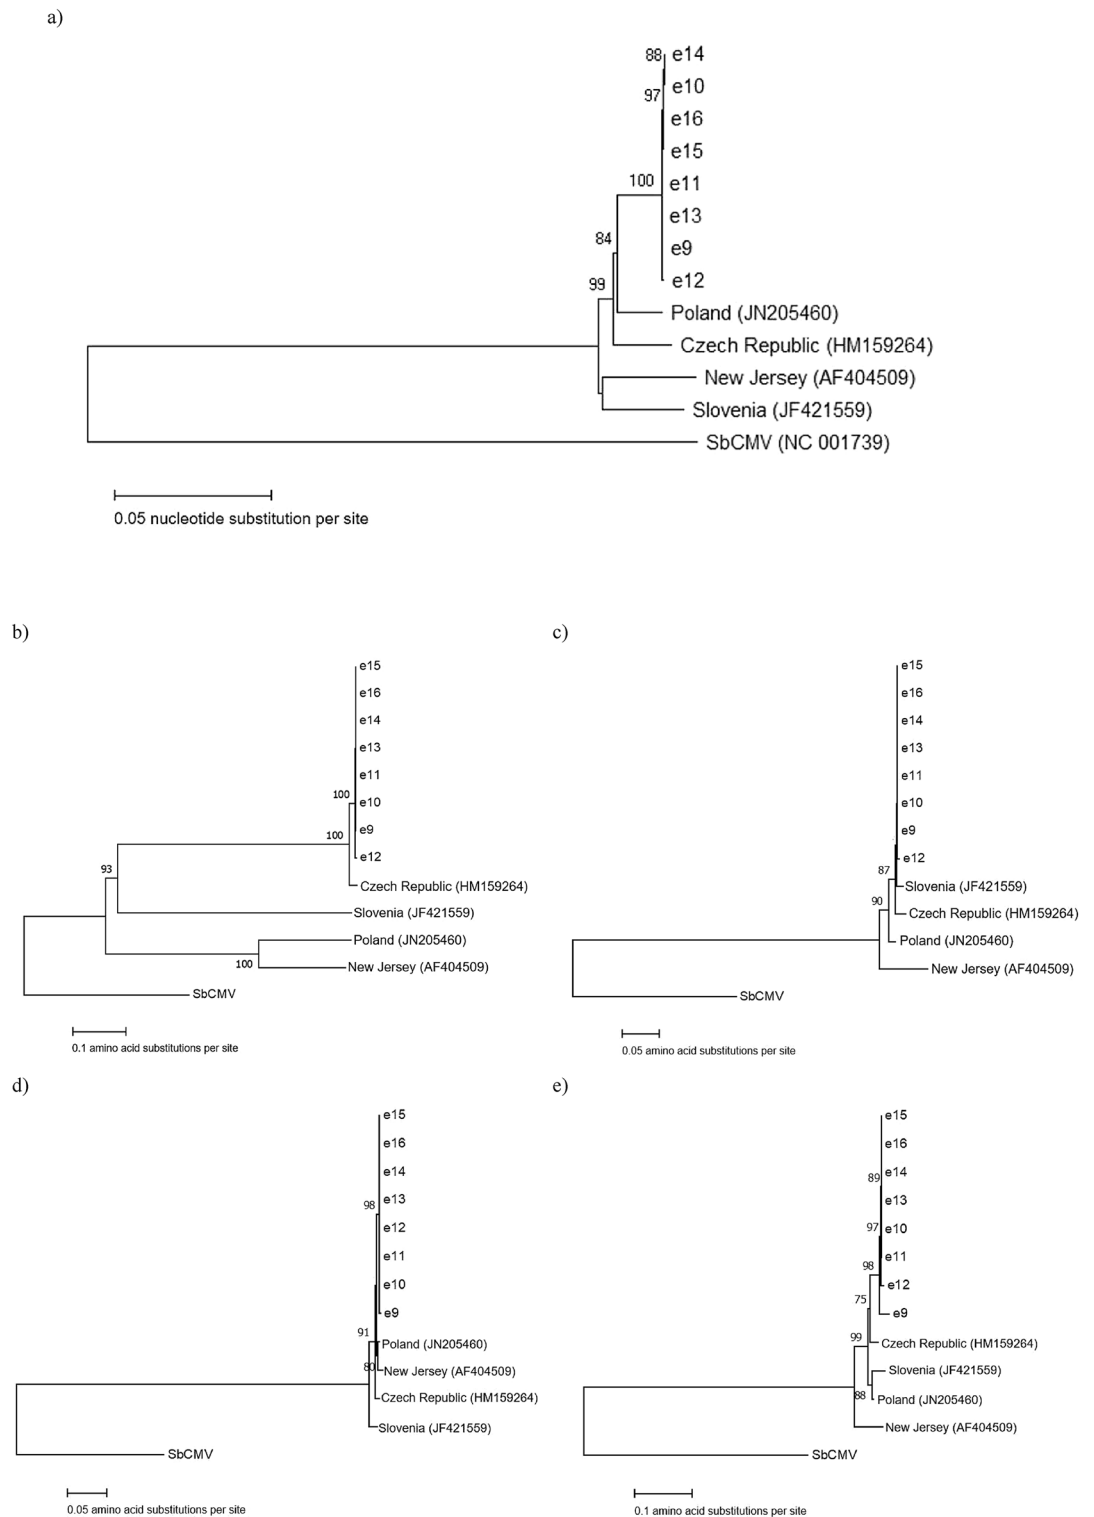 a)
88 e14
e10
97
e16
e15
100 e11
e13
84
e9
e12
99
Poland (JN205460)
Czech Republic (HM159264)
New Jersey (AF404509)
Slovenia (JF421559)
SbCMV (NC 001739)
0.05 nucleotide substitution per site
b)
e15
e16
e14
e13
e11
100
e10
e9
100
e12
93
Czech Republic (HM159264)
Slovenia (JF421559)
Poland (JN205460)
100
New Jersey (AF404509)
SbCMV
0.1 amino acid substitutions per site
c)
e15
e16
e14
e13
e11
e10
e9
e12
87
Slovenia (JF421559)
90
Czech Republic (HM159264)
Poland (JN205460)
New Jersey (AF404509)
SbCMV
0.05 amino acid substitutions per site
d)
e15
e16
e14
e13
98
e12
e11
e10
e9
91
Poland (JN205460)
80
New Jersey (AF404509)
Czech Republic (HM159264)
Slovenia (JF421559)
SbCMV
0.05 amino acid substitutions per site
e)
e15
e16
e14
89
e13
97
e10
e11
98
e12
75
e9
99
Czech Republic (HM159264)
Slovenia (JF421559)
88
Poland (JN205460)
New Jersey (AF404509)
SbCMV
0.1 amino acid substitutions per site